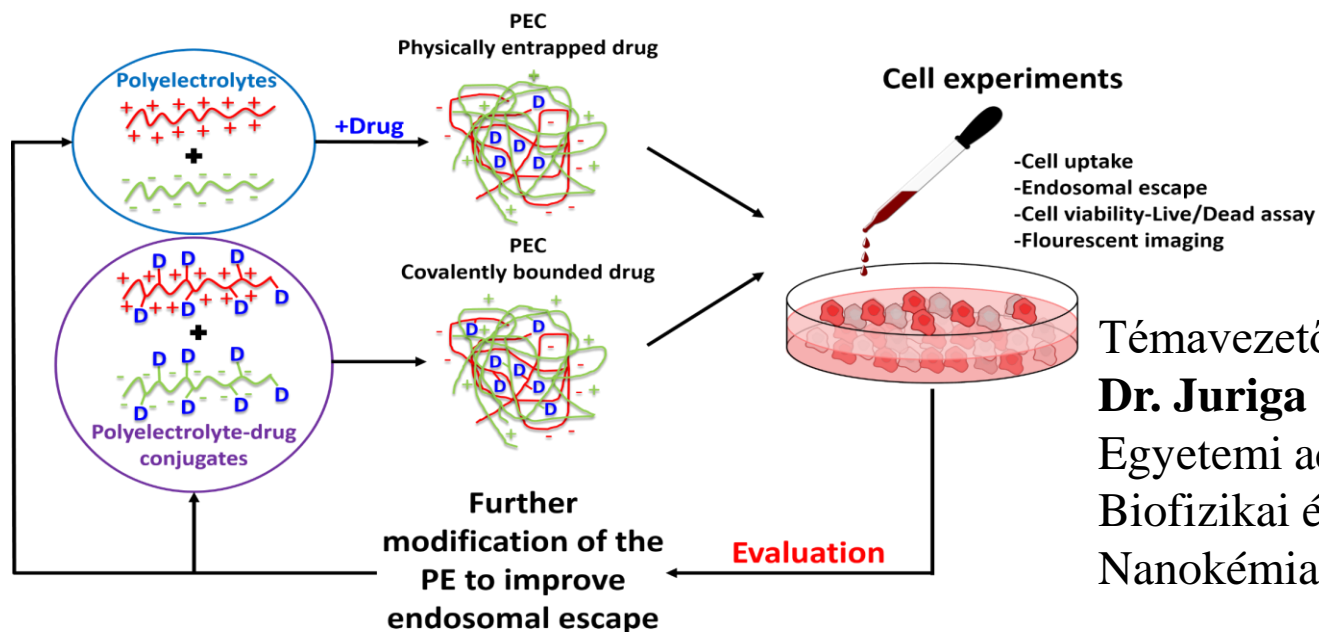 PEC
Physically entrapped drug
Polyelectrolytes
+ + + + + + +
+ + + + + +
+
- - - - - - -
- - - - - -
+Drug
D
D
D
D
D
D
Cell experiments
-Cell uptake
-Endosomal escape
-Cell viability-Live/Dead assay
-Flourescent imaging
D D D
D D D D
+
D D D D
D D D
Polyelectrolyte-drug
conjugates
PEC
Covalently bounded drug
D
D
D
D
D
D
Témavezető
Dr. Juriga
Egyetemi
Biofizikai
Nanokémia
Further
modification of the
PE to improve
endosomal escape
Evaluation